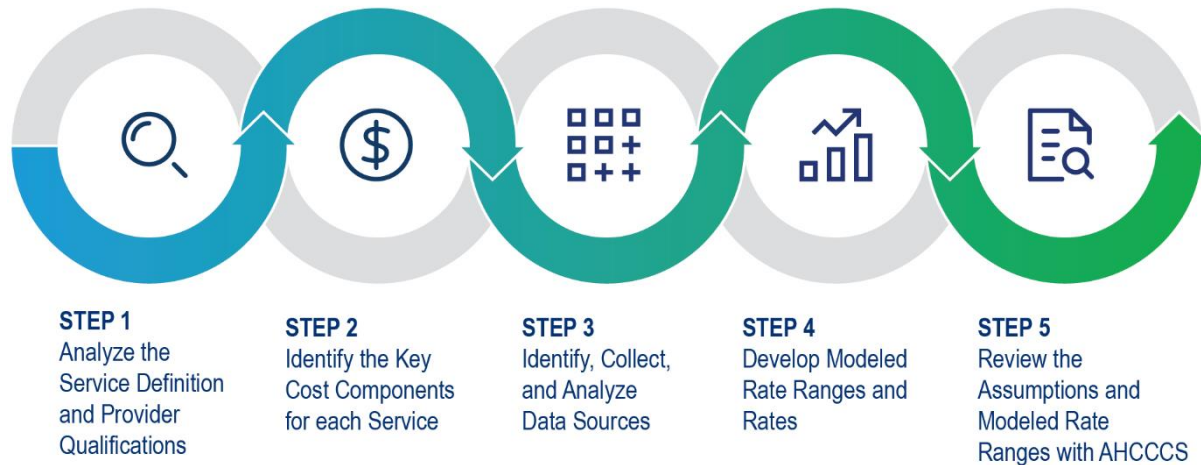 STEP 1
Analyze the
Service Definition
and Provider
Qualifications
STEP 2
Identify the Key
Cost Components
for each Service
STEP 3
Identify, Collect,
and Analyze
Data Sources
STEP 4
Develop Modeled
Rate Ranges and
Rates
STEP 5
Review the
Assumptions and
Modeled Rate
Ranges with AHCCCS